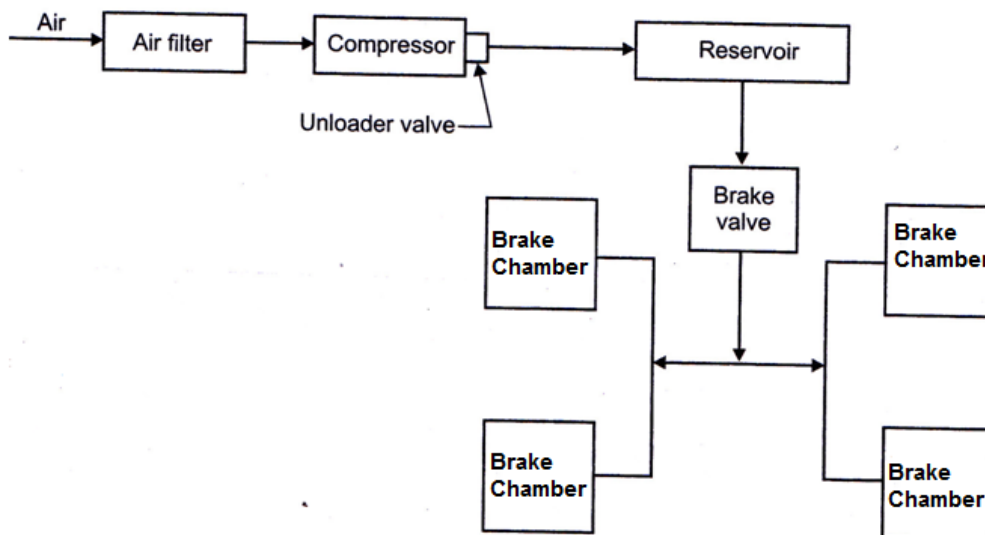 Air
Air filter
Compressor
Reservoir
Unloader valve
Brake
valve
Brake
Chamber
Brake
Chamber
Brake
Chamber
Brake
Chamber